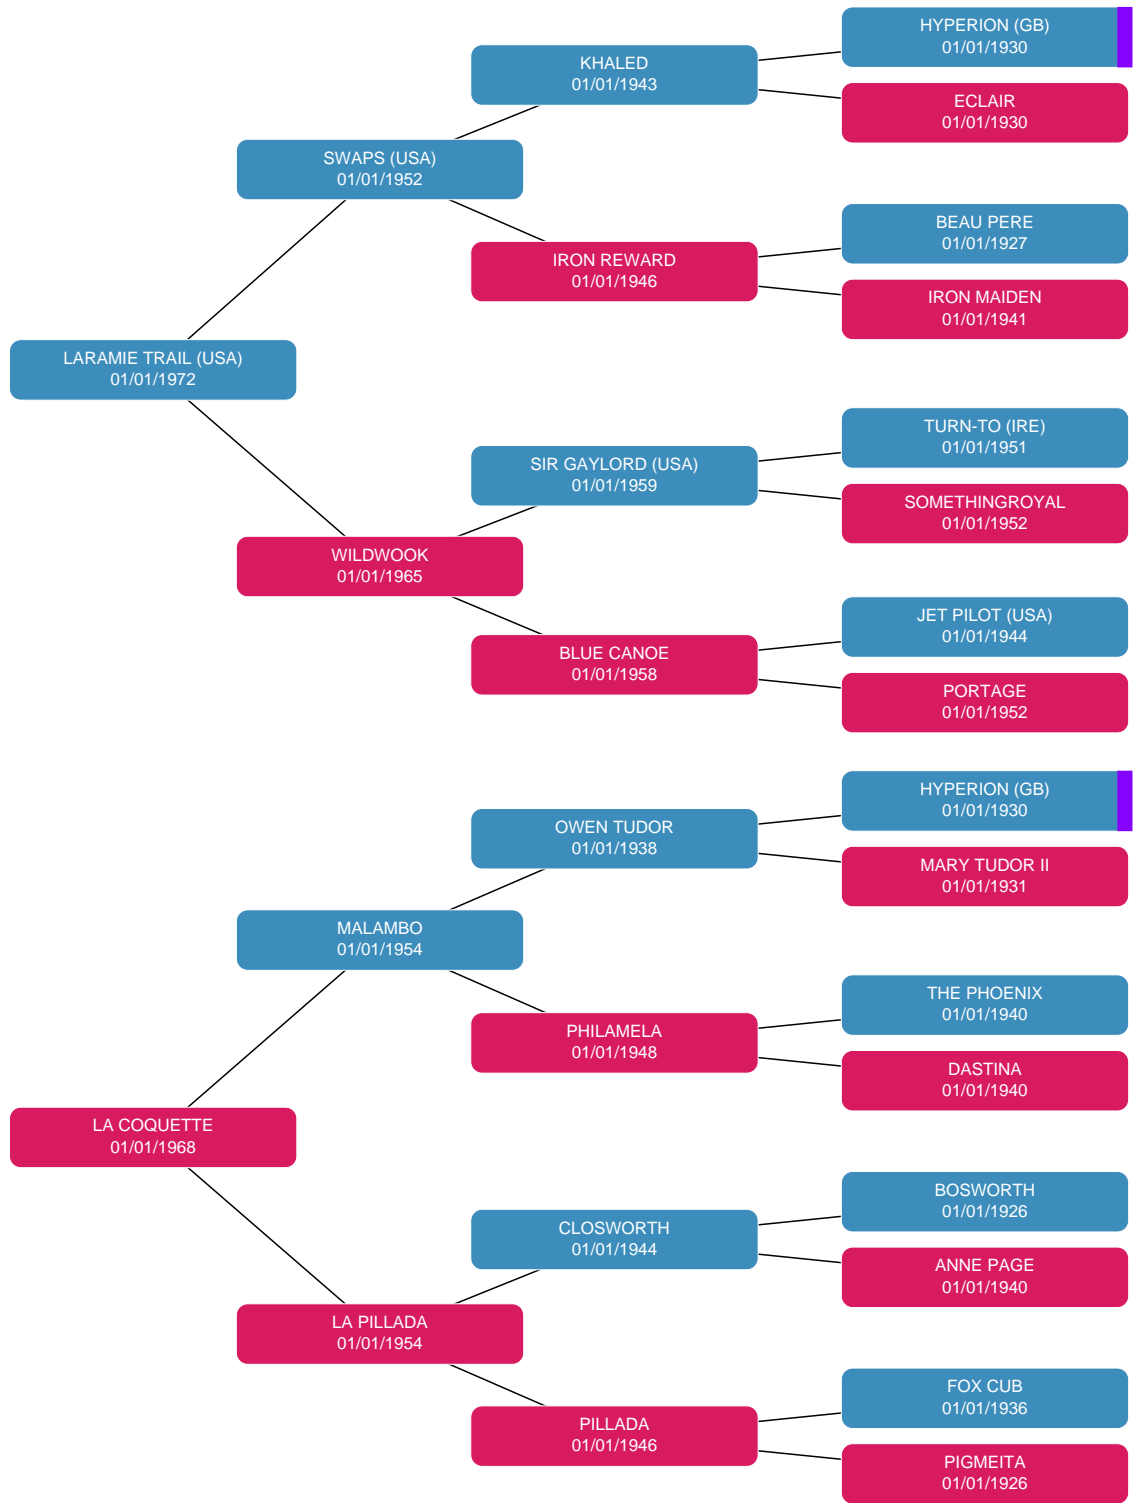 HYPERION (GB)
01/01/1930
KHALED
01/01/1943
ECLAIR
01/01/1930
SWAPS (USA)
01/01/1952
BEAU PERE
01/01/1927
IRON REWARD
01/01/1946
IRON MAIDEN
01/01/1941
LARAMIE TRAIL (USA)
01/01/1972
TURN-TO (IRE)
01/01/1951
SIR GAYLORD (USA)
01/01/1959
SOMETHINGROYAL
01/01/1952
WILDWOOK
01/01/1965
JET PILOT (USA)
01/01/1944
BLUE CANOE
01/01/1958
PORTAGE
01/01/1952
HYPERION (GB)
01/01/1930
OWEN TUDOR
01/01/1938
MARY TUDOR II
01/01/1931
MALAMBO
01/01/1954
THE PHOENIX
01/01/1940
PHILAMELA
01/01/1948
DASTINA
01/01/1940
LA COQUETTE
01/01/1968
BOSWORTH
01/01/1926
CLOSWORTH
01/01/1944
ANNE PAGE
01/01/1940
LA PILLADA
01/01/1954
FOX CUB
01/01/1936
PILLADA
01/01/1946
PIGMEITA
01/01/1926